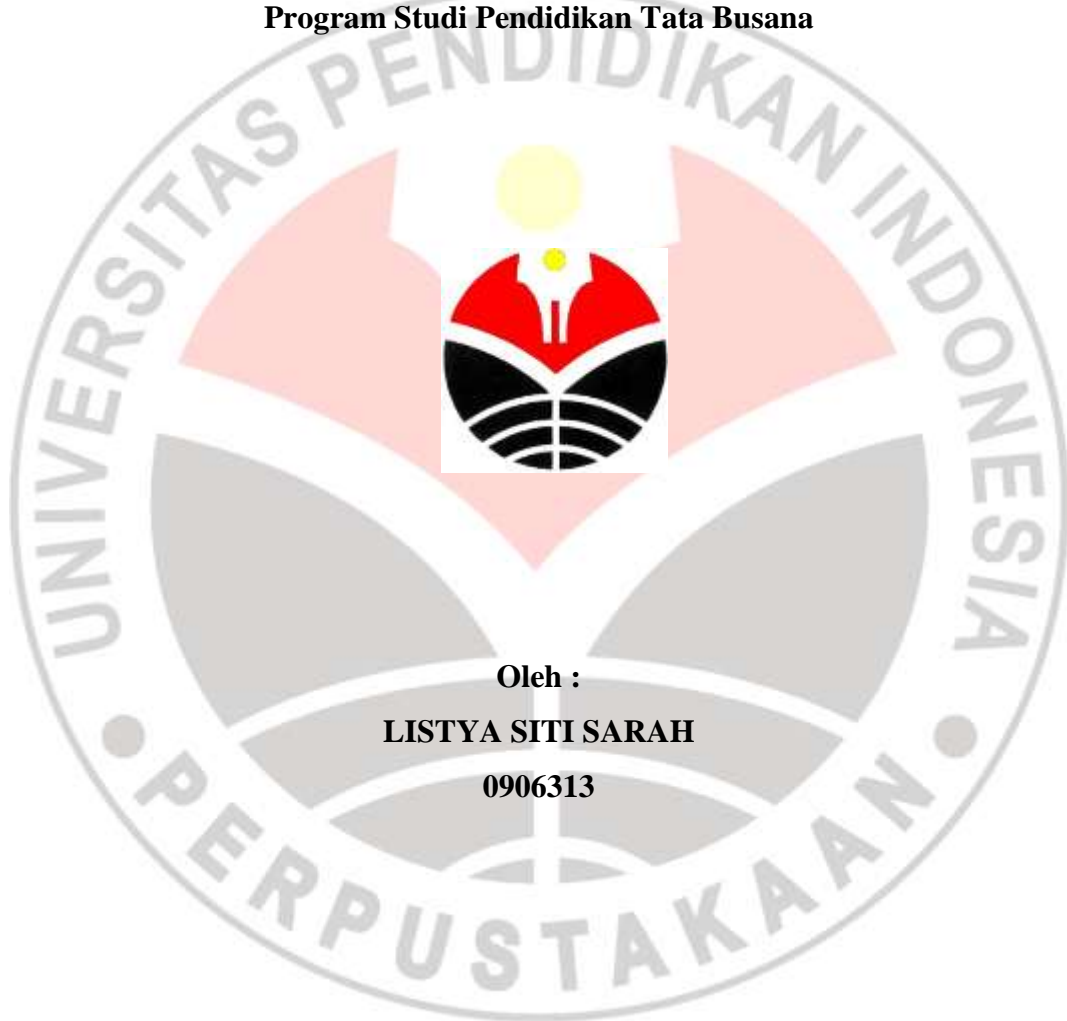 Program Studi Pendidikan Tata Busana
UNIVERSITAS PENDIDIKAN INDONESIA
Oleh :
LISTYA SITI SARAH
0906313
PERPUSTAKAAN